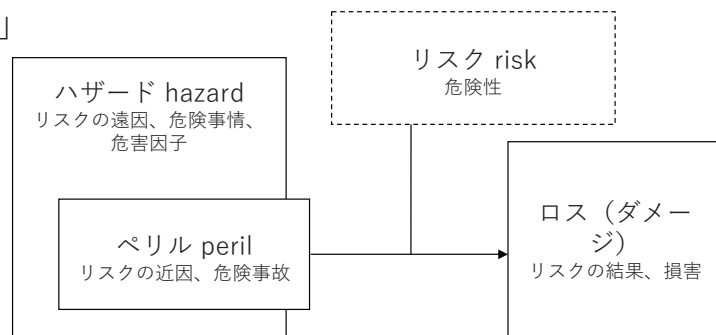 」
リスク risk
危険性
ハザード hazard
リスクの遠因、危険事情、
危害因子
ペリル peril
リスクの近因、危険事故
ロス（ダメー
ジ）
リスクの結果、損害